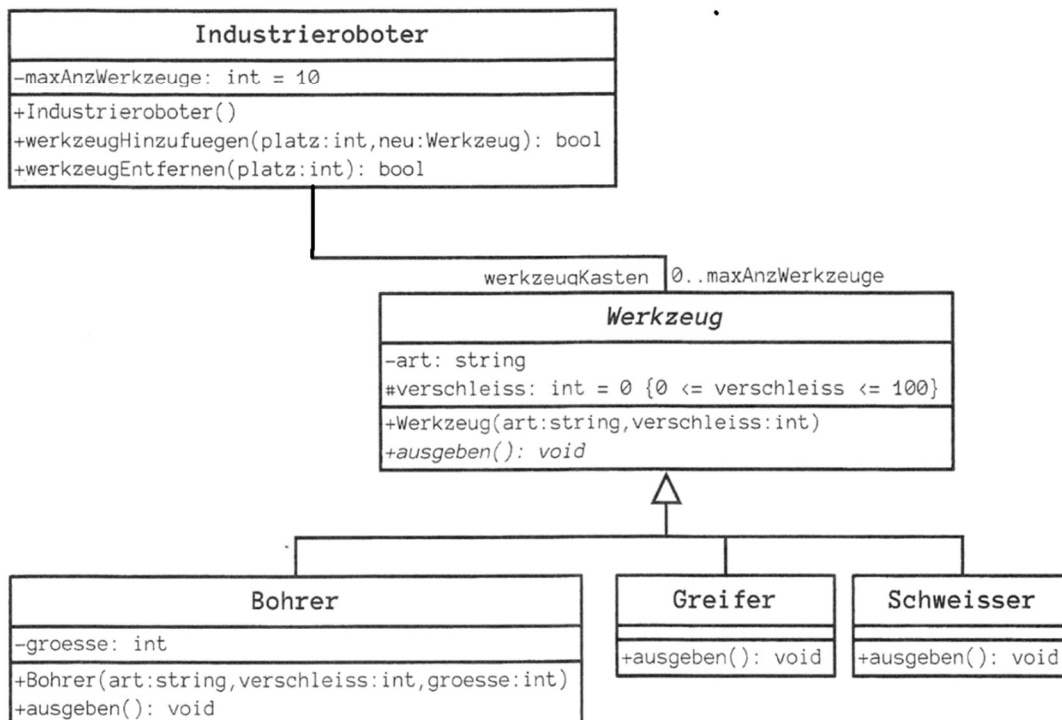 Industrieroboter
-maxAnzWerkzeuge: int = 10
+Industrieroboter()
+werkzeugHinzufuegen(platz:int,neu:Werkzeug): bool
+werkzeugEntfernen(platz:int): bool
werkzeugKasten 0..maxAnzWerkzeuge
Werkzeug
-art: string
#verschleiss: int = 0 {0 <= verschleiss <= 100}
+Werkzeug(art:string,verschleiss:int)
+ausgeben(): void
Bohrer
-groesse: int
+Bohrer(art:string,verschleiss:int,groesse:int)
+ausgeben(): void
Greifer
+ausgeben(): void
Schweisser
+ausgeben(): void